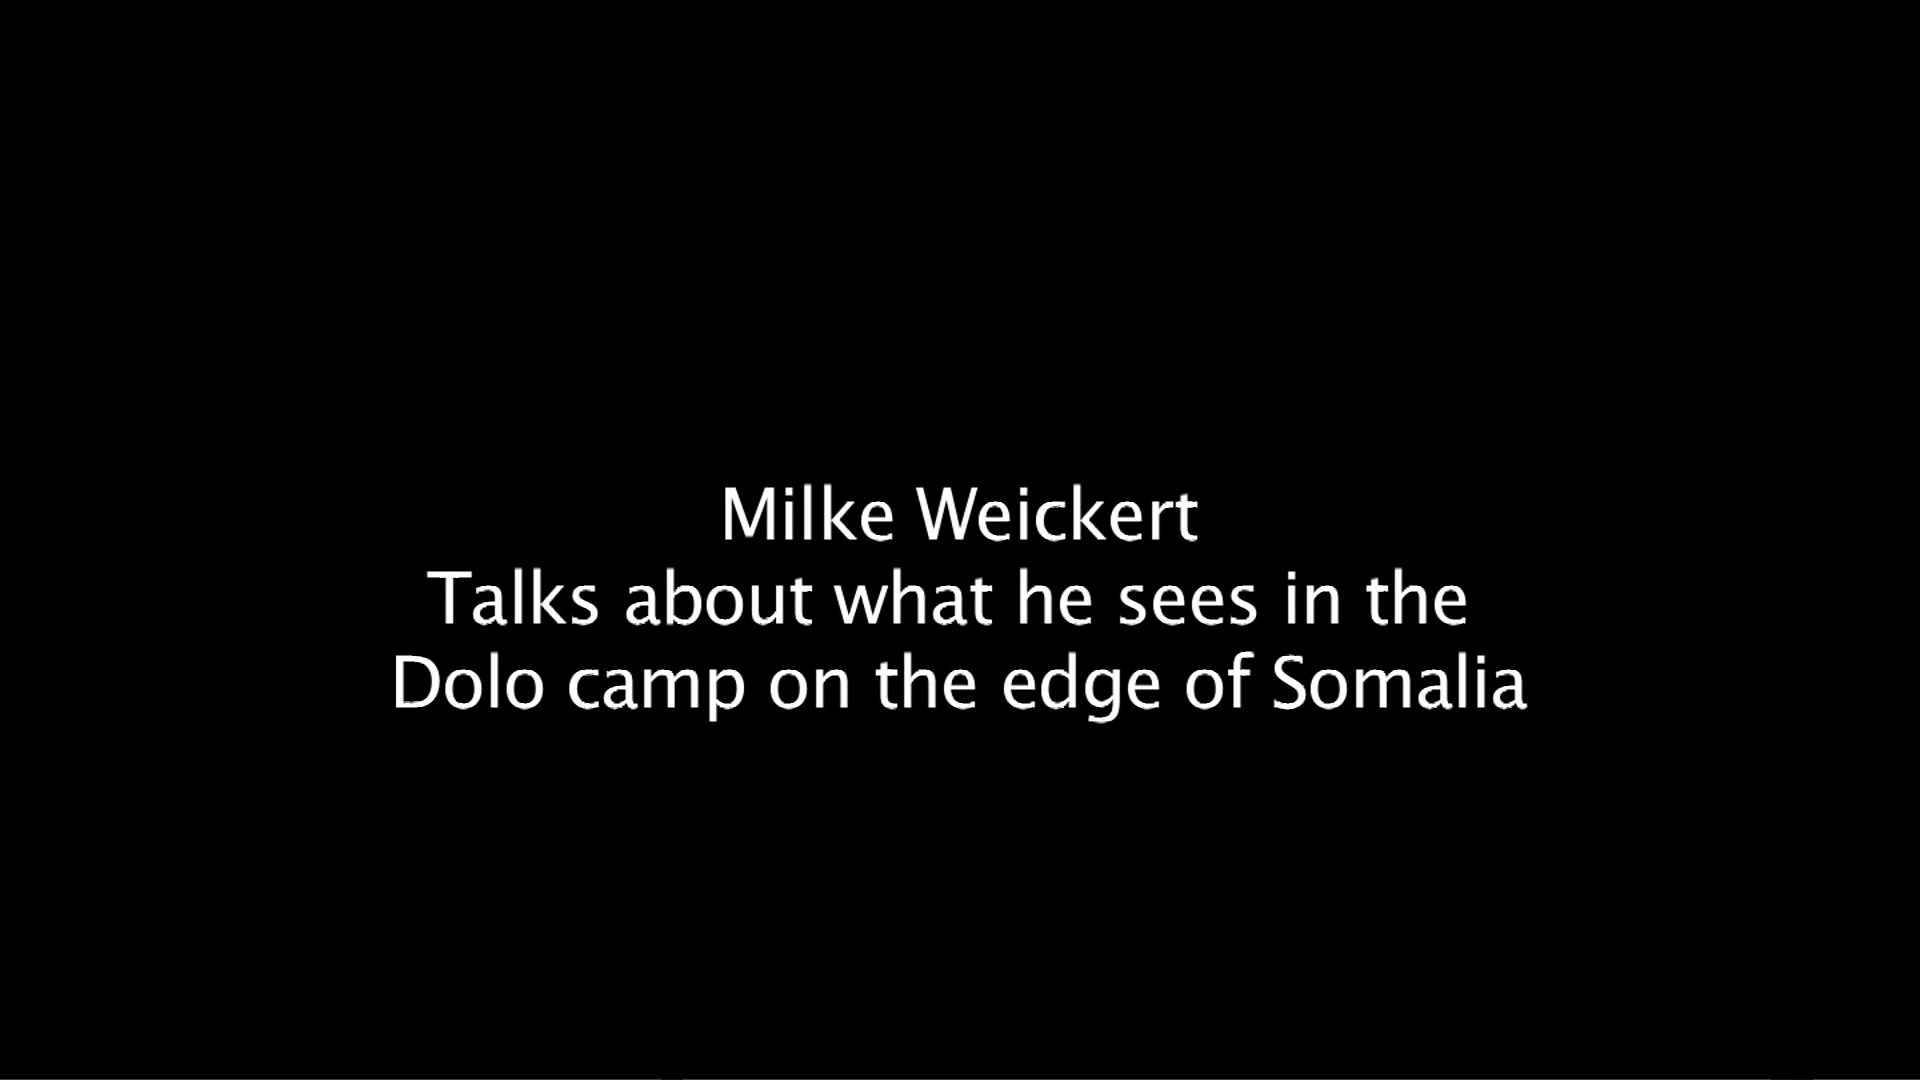 Milke Weickert
Talks about what he sees in the
Dolo camp on the edge of Somalia